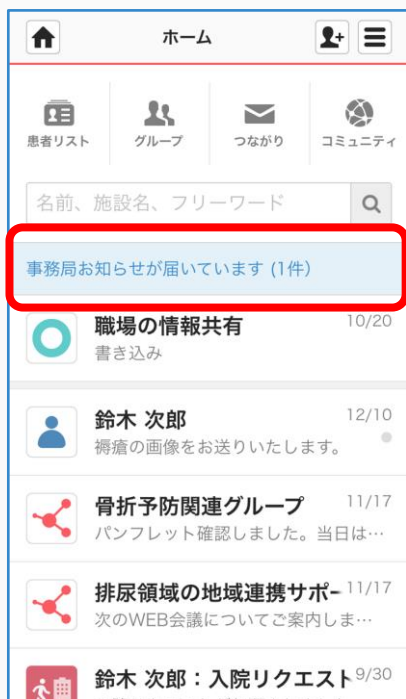 ホーム
患者リスト グループ つながり コミュニティ
名前、施設名、フリーワード
事務局お知らせが届いています (1件)
職場の情報共有 10/20
書き込み
鈴木 次郎 12/10
褥瘡の画像をお送りいたします。
骨折予防関連グループ 11/17
パンフレット確認しました。当日は…
排尿領域の地域連携サポ 11/17
次のWEB会議についてご案内しま…
鈴木 次郎：入院リクエスト 9/30